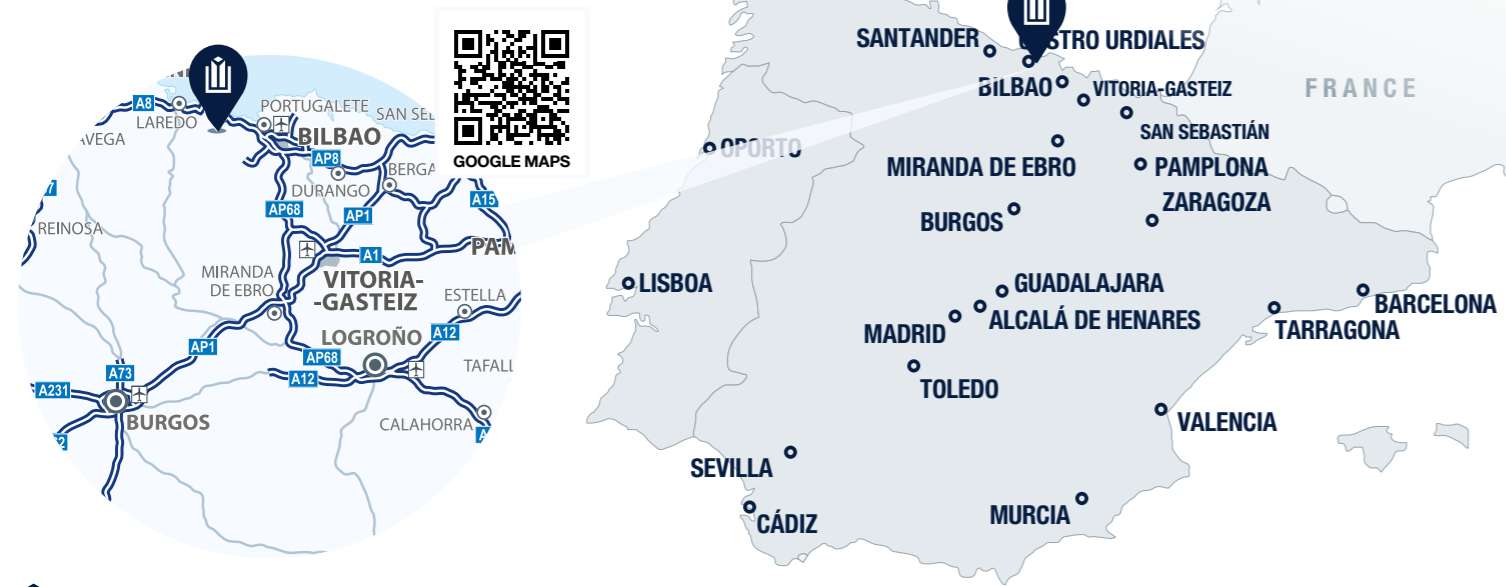 A8
LAREDO
AVEGA
PORTUGALETE
SAN SEB
BILBAO
AP8
BERGA
DURANGO
AP68
AP1
A15
REINOSA
A1
PAM
MIRANDA
DE EBRO
VITORIA-
-GASTEIZ
ESTELLA
LOGROÑO
A12
AP1
AP68
A12
TAFALL
A73
A231
BURGOS
CALAHORRA
GOOGLE MAPS
SANTANDER
STRO URDIALES
BILBAO
VITORIA-GASTEIZ
FRANCE
SAN SEBASTIÁN
OPORTO
MIRANDA DE EBRO
PAMPLONA
ZARAGOZA
BURGOS
LISBOA
GUADALAJARA
BARCELONA
MADRID
ALCALÁ DE HENARES
TARRAGONA
TOLEDO
VALENCIA
SEVILLA
CÁDIZ
MURCIA